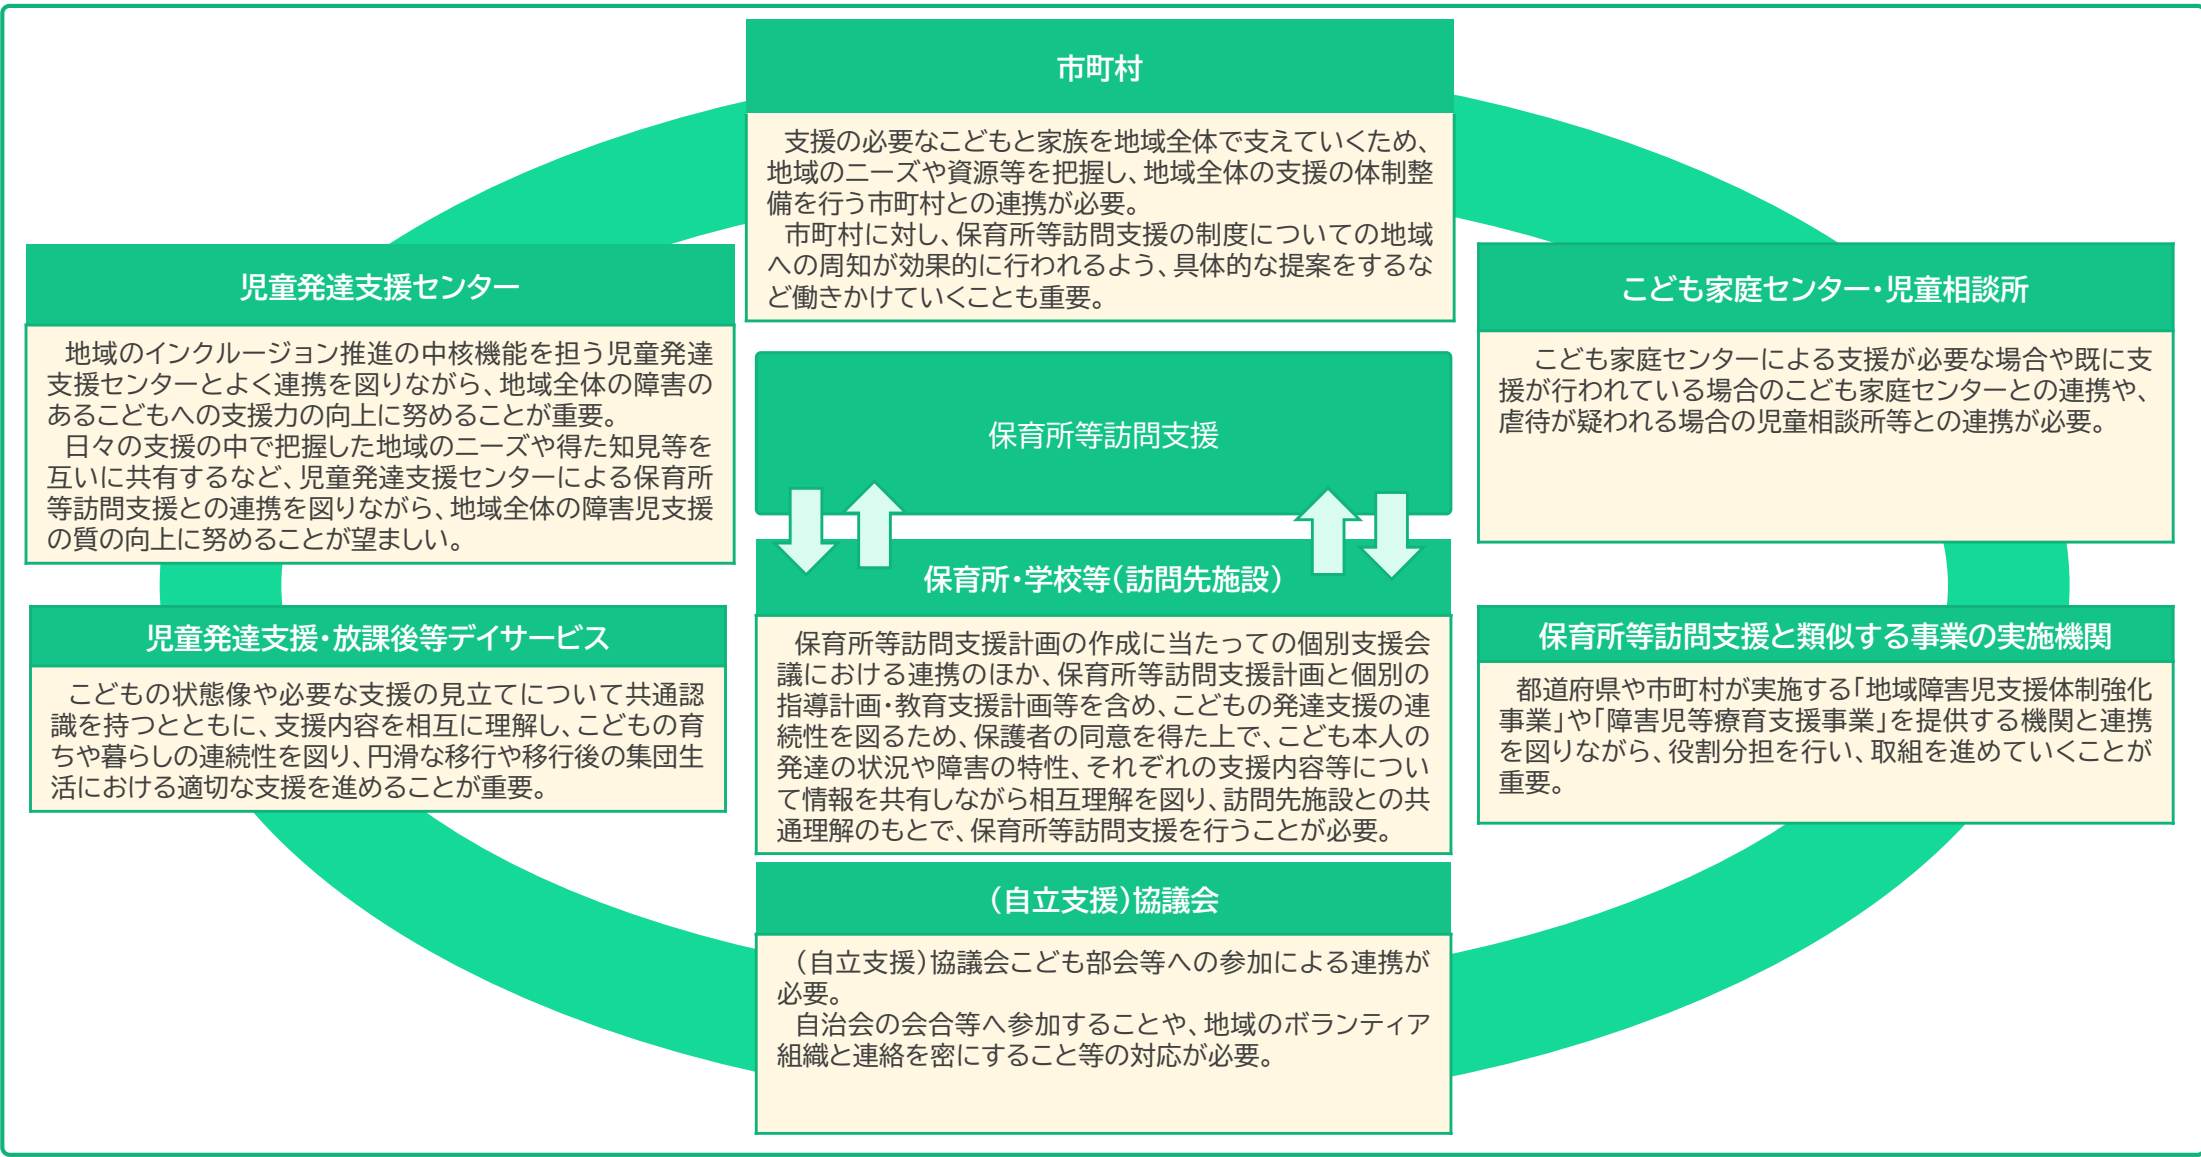 市町村
支援の必要なこどもと家族を地域全体で支えていくため、
地域のニーズや資源等を把握し、地域全体の支援の体制整
備を行う市町村との連携が必要。
市町村に対し、保育所等訪問支援の制度についての地域
への周知が効果的に行われるよう、具体的な提案をするな
ど働きかけていくことも重要。
児童発達支援センター
地域のインクルージョン推進の中核機能を担う児童発達
支援センターとよく連携を図りながら、地域全体の障害の
あるこどもへの支援力の向上に努めることが重要。
日々の支援の中で把握した地域のニーズや得た知見等を
互いに共有するなど、児童発達支援センターによる保育所
等訪問支援との連携を図りながら、地域全体の障害児支援
の質の向上に努めることが望ましい。
こども家庭センター・児童相談所
こども家庭センターによる支援が必要な場合や既に支
援が行われている場合のこども家庭センターとの連携や、
虐待が疑われる場合の児童相談所等との連携が必要。
保育所等訪問支援
保育所・学校等（訪問先施設）
保育所等訪問支援計画の作成に当たっての個別支援会
議における連携のほか、保育所等訪問支援計画と個別の
指導計画・教育支援計画等を含め、こどもの発達支援の連
続性を図るため、保護者の同意を得た上で、こども本人の
発達の状況や障害の特性、それぞれの支援内容等につい
て情報を共有しながら相互理解を図り、訪問先施設との共
通理解のもとで、保育所等訪問支援を行うことが必要。
児童発達支援・放課後等デイサービス
こどもの状態像や必要な支援の見立てについて共通認
識を持つとともに、支援内容を相互に理解し、こどもの育
ちや暮らしの連続性を図り、円滑な移行や移行後の集団生
活における適切な支援を進めることが重要。
保育所等訪問支援と類似する事業の実施機関
都道府県や市町村が実施する「地域障害児支援体制強化
事業」や「障害児等療育支援事業」を提供する機関と連携
を図りながら、役割分担を行い、取組を進めていくことが
重要。
（自立支援）協議会
（自立支援）協議会こども部会等への参加による連携が
必要。
自治会の会合等へ参加することや、地域のボランティア
組織と連絡を密にすること等の対応が必要。